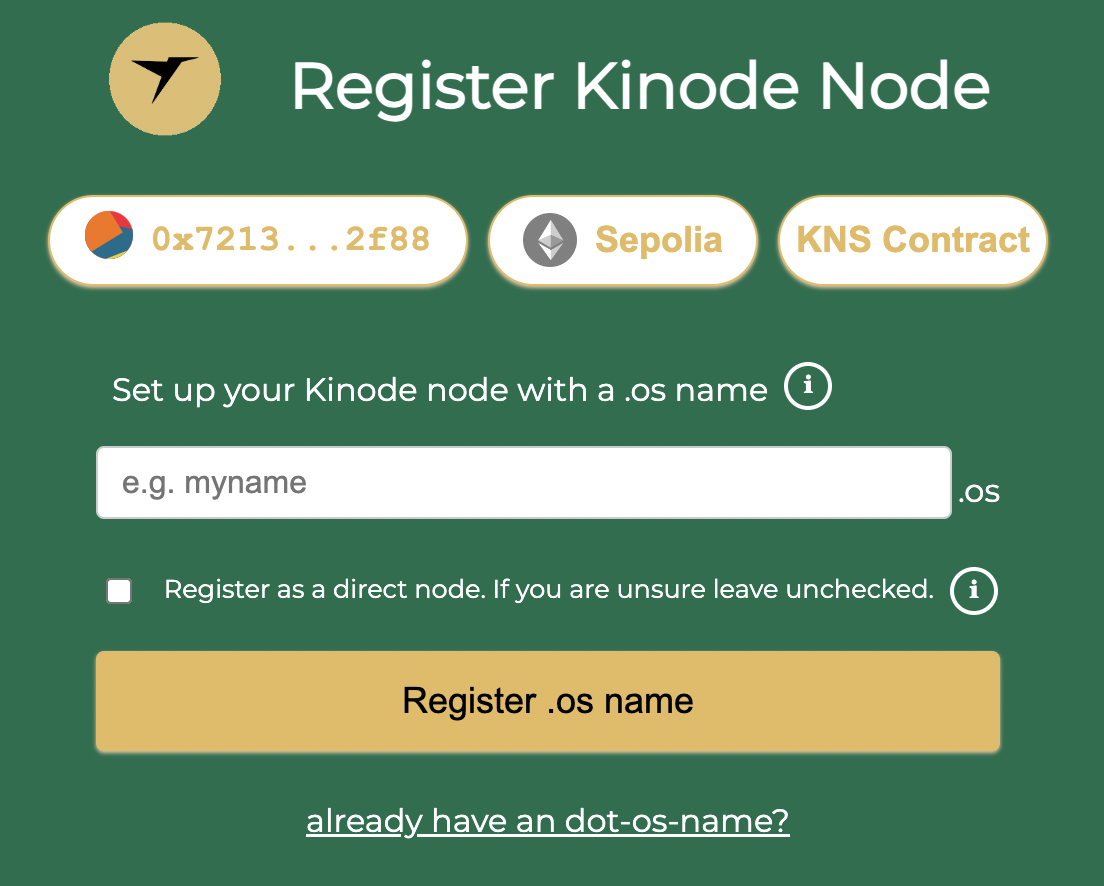 Register Kinode Node
0x7213...2f88
Sepolia
KNS Contract
Set up your Kinode node with a .os name
i
e.g. myname
.os
Register as a direct node. If you are unsure leave unchecked.
i
Register .os name
already have an dot-os-name?